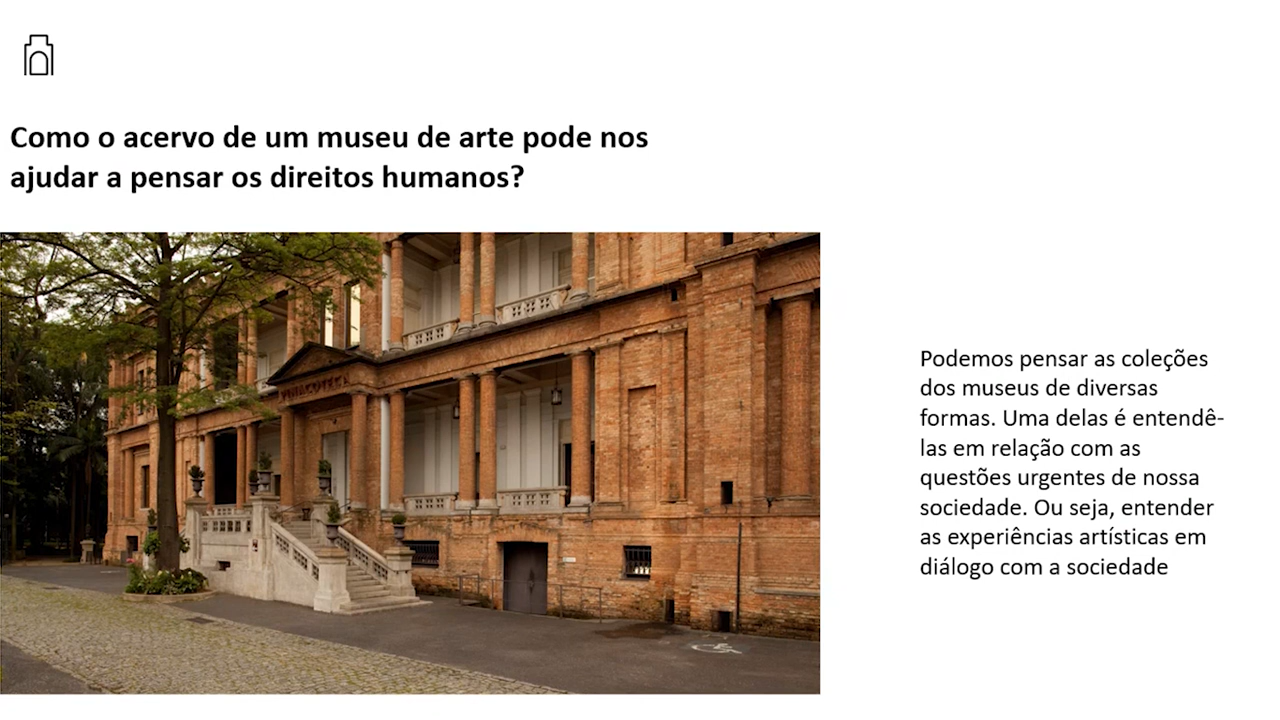 Como o acervo de um museu de arte pode nos
ajudar a pensar os direitos humanos?
PINACOTECA
Podemos pensar as coleções
dos museus de diversas
formas. Uma delas é entendê-
las em relação com as
questões urgentes de nossa
sociedade. Ou seja, entender
as experiências artísticas em
diálogo com a sociedade